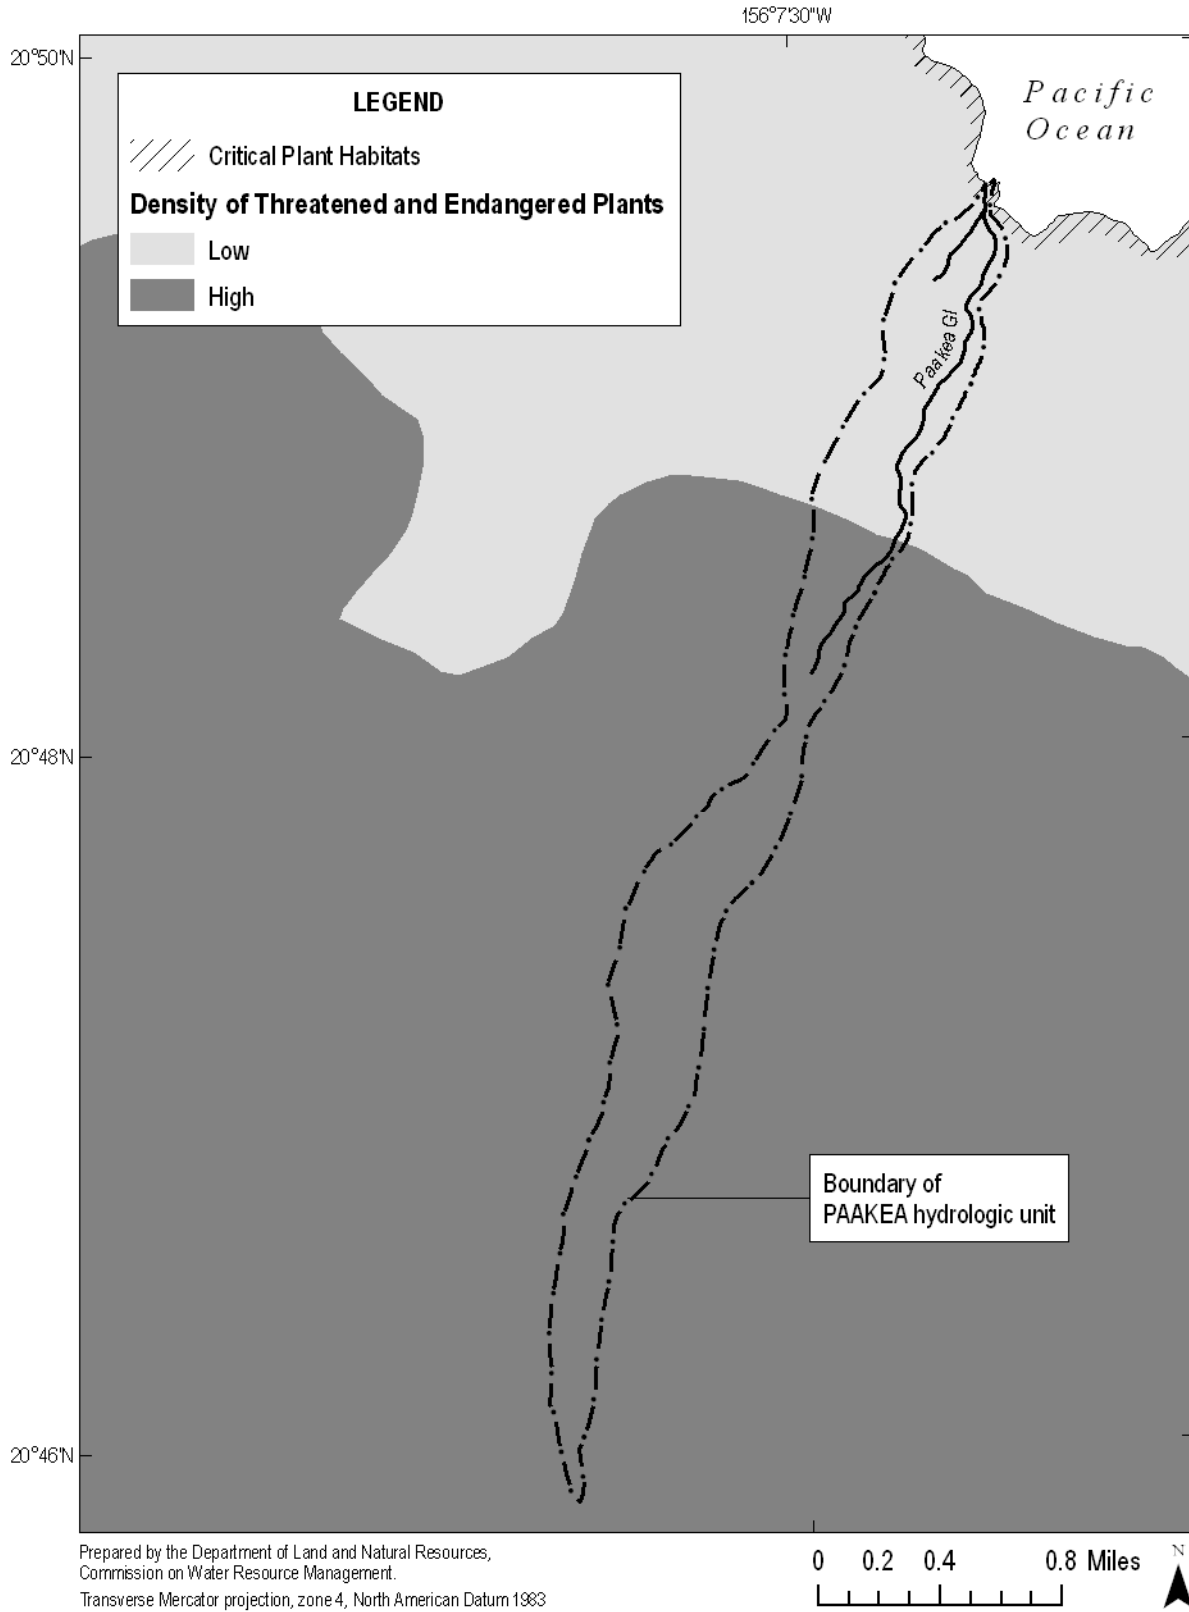 156°7'30"W
20°50'N
Pacific
Ocean
LEGEND
Critical Plant Habitats
Density of Threatened and Endangered Plants
Low
High
Paakea Gl
20°48'N
Boundary of
PAAKEA hydrologic unit
20°46'N
Prepared by the Department of Land and Natural Resources,
Commission on Water Resource Management.
Transverse Mercator projection, zone 4, North American Datum 1983
0 0.2 0.4 0.8 Miles
N